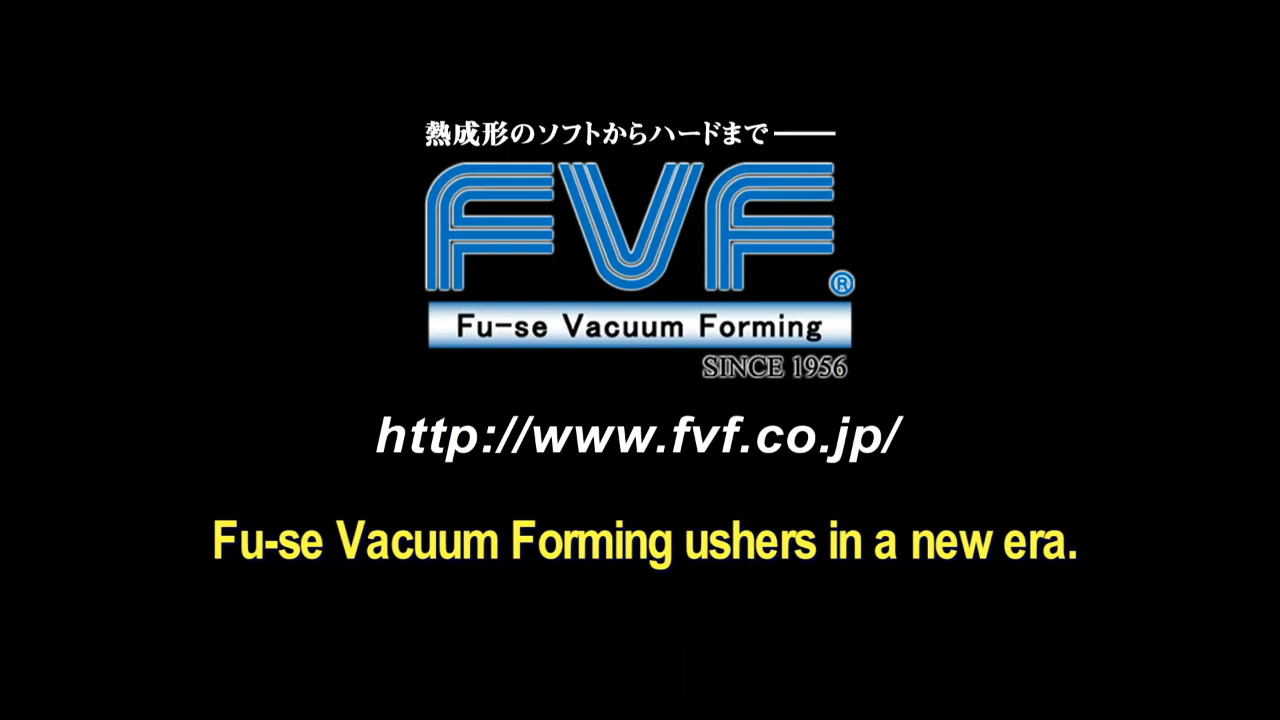 熱成形のソフトからハードまで——
FVF®
Fu-se Vacuum Forming
SINCE 1956
http://www.fvf.co.jp/
Fu-se Vacuum Forming ushers in a new era.